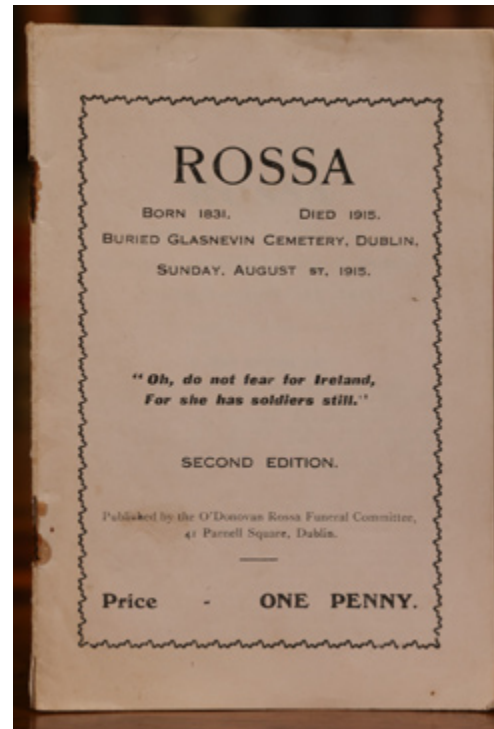 ROSSA
BORN 1831. DIED 1915.
BURIED GLASNEVIN CEMETERY, DUBLIN,
SUNDAY, AUGUST ST, 1915.
"Oh, do not fear for Ireland,
For she has soldiers still."
SECOND EDITION.
Published by the O'Donovan Rossa Funeral Committee,
41 Parnell Square, Dublin.
Price - ONE PENNY.